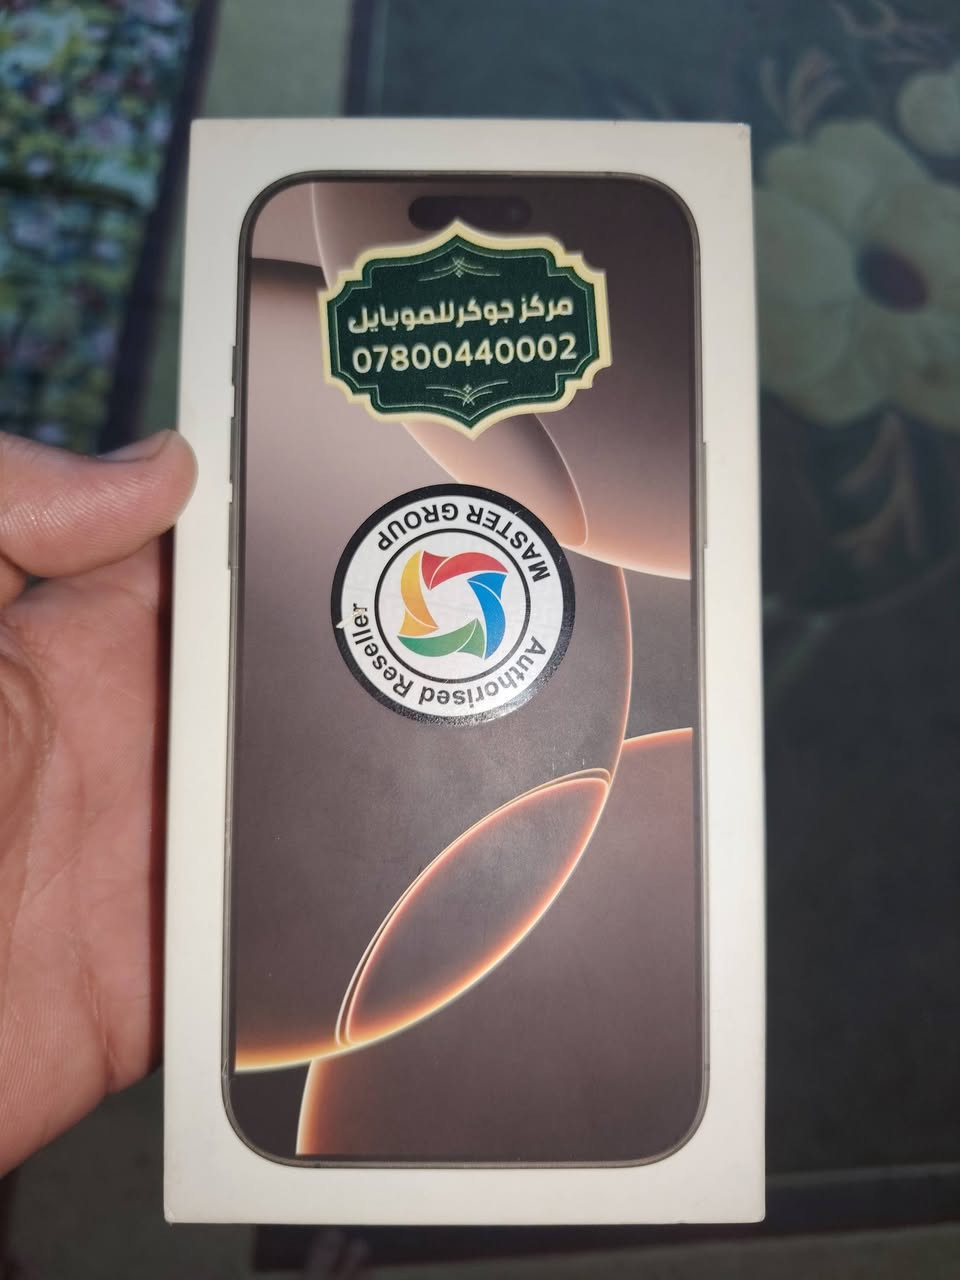 مركز جوكر للموبايل
07800440002
MASTER GROUP
Authorised Reseller